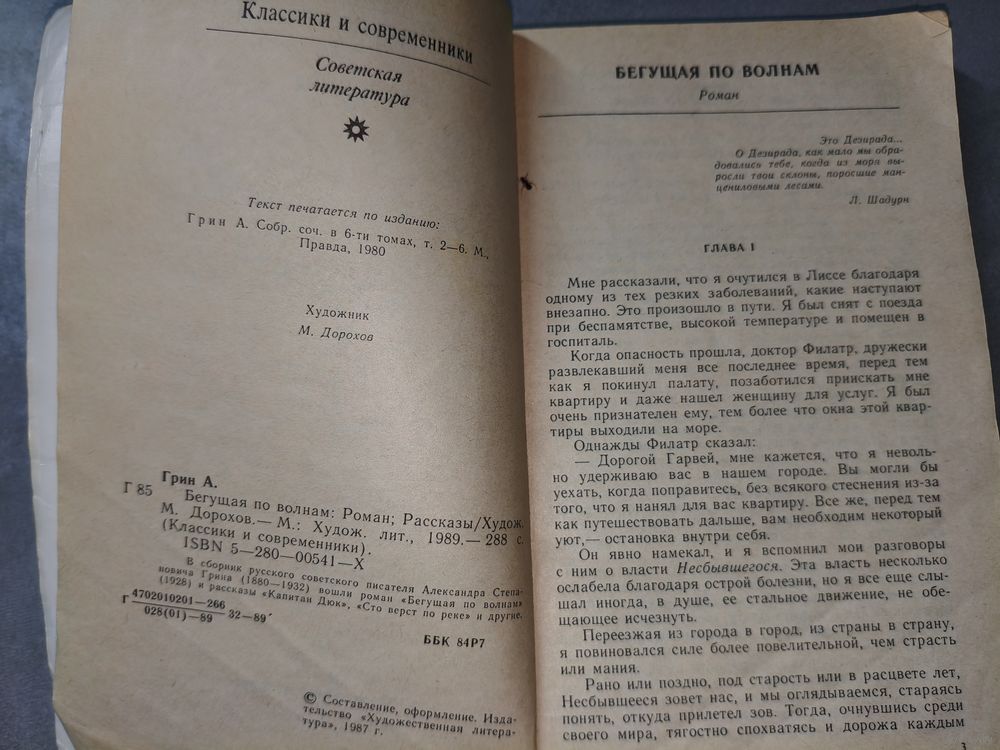 Классики и современники
Советская
литература
Текст печатается по изданию:
Грин А. Собр. соч. в 6-ти томах, т. 2—6. М.,
Правда, 1980
Художник
М. Дорохов
Грин А.
Г 85
Бегущая по волнам: Роман; Рассказы/Худож.
М. Дорохов.— М.: Худож. лит., 1989.— 288 с.
(Классики и современники).
ISBN 5—280—00541—X
В сборник русского советского писателя Александра Степа-
новича Грина (1880—1932) вошли роман «Бегущая по волнам»
(1928) и рассказы «Капитан Дюк», «Сто верст по реке» и другие.
Г 4702010201—266
028(01)—89 32—89
ББК 84Р7
© Составление, оформление. Изда-
тельство «Художественная литера-
тура», 1987 г.
БЕГУЩАЯ ПО ВОЛНАМ
Роман
Это Дезирада...
О Дезирада, как мало мы обра-
довались тебе, когда из моря вы-
росли твои склоны, поросшие ман-
цениловыми лесами.
Л. Шадурн
ГЛАВА I
Мне рассказали, что я очутился в Лиссе благодаря
одному из тех резких заболеваний, какие наступают
внезапно. Это произошло в пути. Я был снят с поезда
при беспамятстве, высокой температуре и помещен в
госпиталь.
Когда опасность прошла, доктор Филатр, дружески
развлекавший меня все последнее время, перед тем
как я покинул палату, позаботился приискать мне
квартиру и даже нашел женщину для услуг. Я был
очень признателен ему, тем более что окна этой квар-
тиры выходили на море.
Однажды Филатр сказал:
— Дорогой Гарвей, мне кажется, что я неволь-
но удерживаю вас в нашем городе. Вы могли бы
уехать, когда поправитесь, без всякого стеснения из-за
того, что я нанял для вас квартиру. Все же, перед тем
как путешествовать дальше, вам необходим некоторый
уют,— остановка внутри себя.
Он явно намекал, и я вспомнил мои разговоры
с ним о власти Несбывшегося. Эта власть несколько
ослабела благодаря острой болезни, но я все еще слы-
шал иногда, в душе, ее стальное движение, не обе-
щающее исчезнуть.
Переезжая из города в город, из страны в страну,
я повиновался силе более повелительной, чем страсть
или мания.
Рано или поздно, под старость или в расцвете лет,
Несбывшееся зовет нас, и мы оглядываемся, стараясь
понять, откуда прилетел зов. Тогда, очнувшись среди
своего мира, тягостно спохватясь и дорожа каждым
3